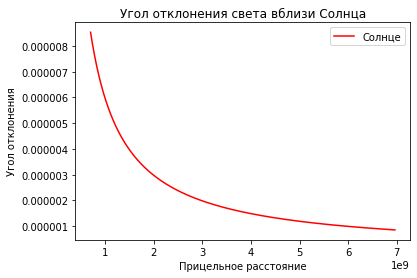 Угол отклонения света вблизи Солнца
Солнце
Угол отклонения
0.000008
0.000007
0.000006
0.000005
0.000004
0.000003
0.000002
0.000001
1 2 3 4 5 6 7
1e9
Прицельное расстояние